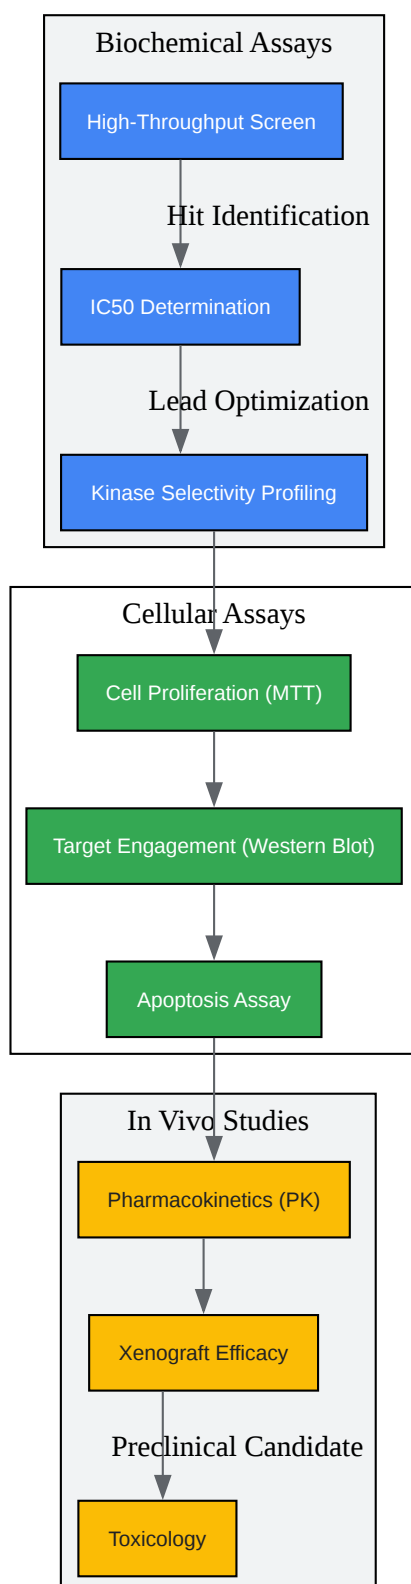 Biochemical Assays
High-Throughput Screen
Hit Identification
IC50 Determination
Lead Optimization
Kinase Selectivity Profiling
Cellular Assays
Cell Proliferation (MTT)
Target Engagement (Western Blot)
Apoptosis Assay
In Vivo Studies
Pharmacokinetics (PK)
Xenograft Efficacy
Preclinical Candidate
Toxicology